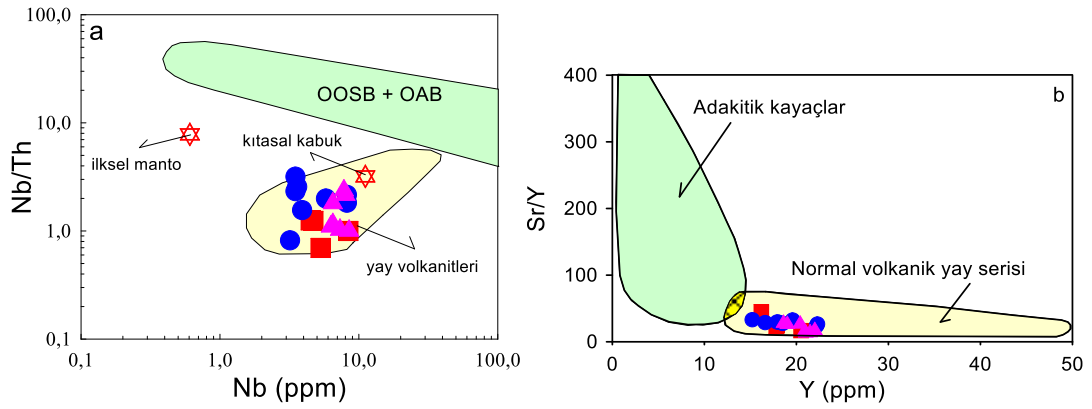 a
100,0
10,0
1,0
0,1
Nb/Th
OOSB + OAB
kıtasal kabuk
ilksel manto
yay volkanitleri
0,1
1,0
10,0
100,0
Nb (ppm)
b
400
300
200
100
0
Sr/Y
Adakitik kayaçlar
Normal volkanik yay serisi
0
10
20
30
40
50
Y (ppm)